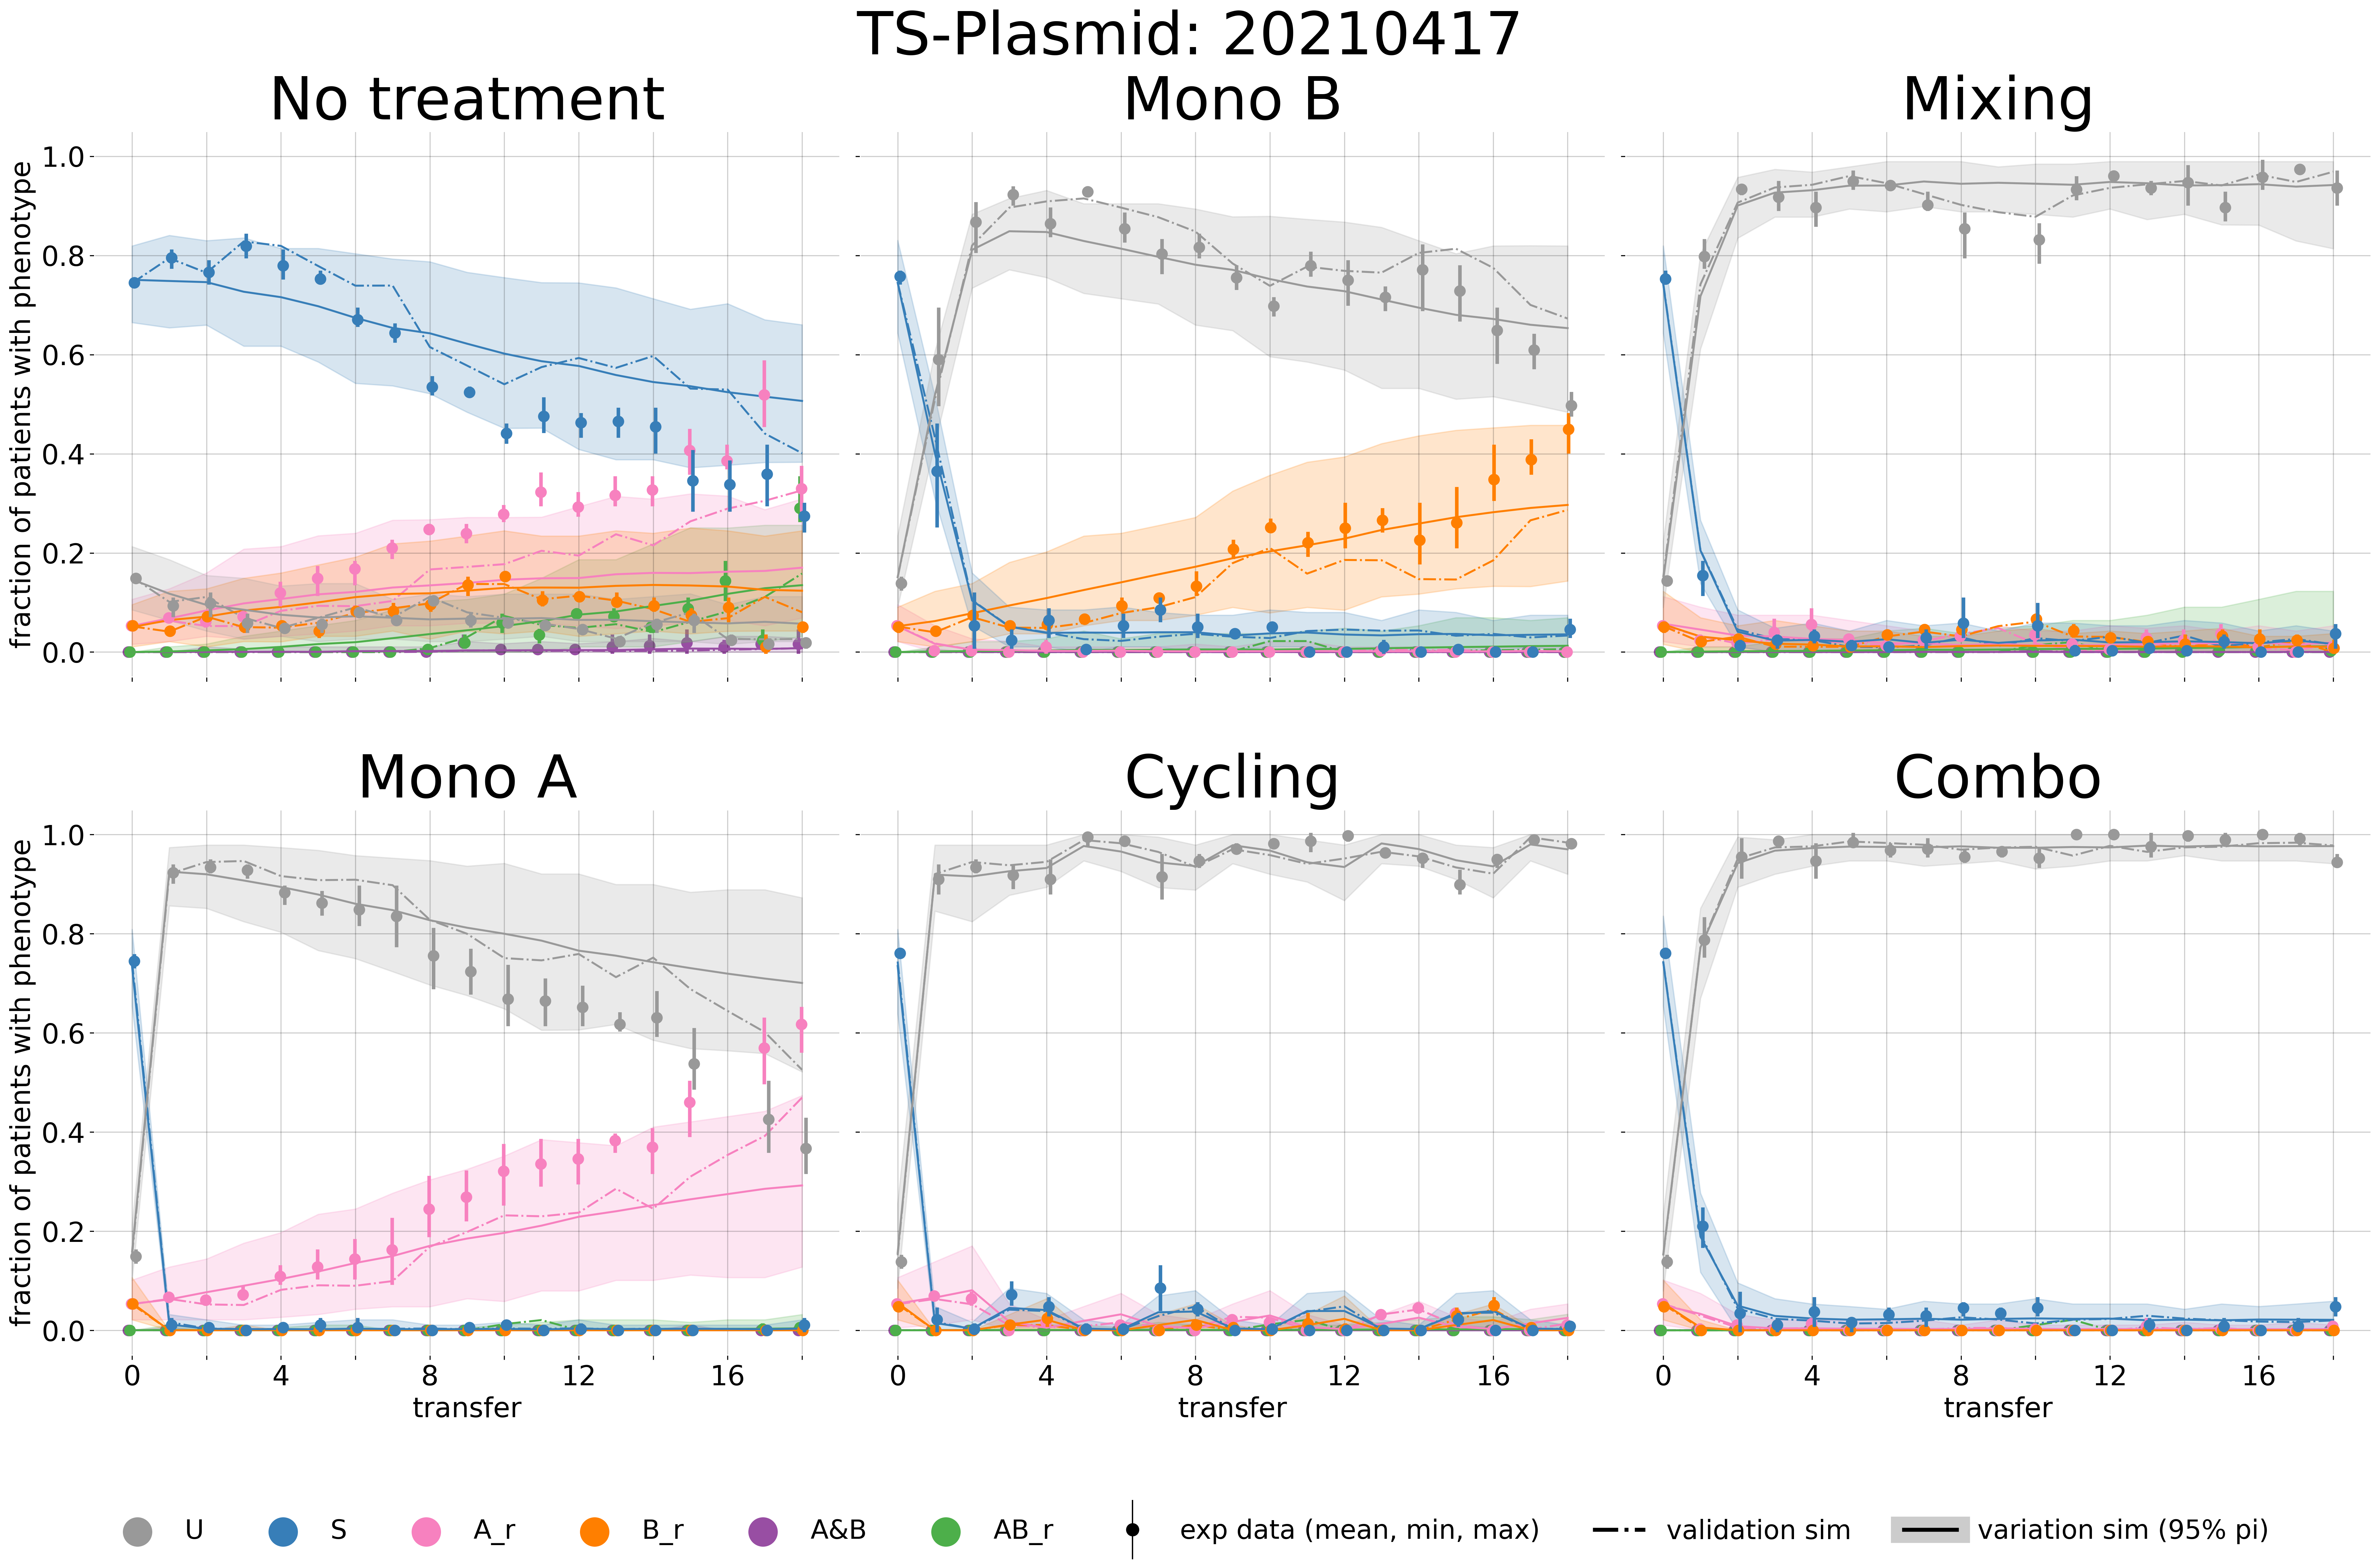 TS-Plasmid: 20210417
No treatment
Mono B
Mixing
fraction of patients with phenotype
1.0
0.8
0.6
0.4
0.2
0.0
Mono A
Cycling
Combo
fraction of patients with phenotype
1.0
0.8
0.6
0.4
0.2
0.0
0 4 8 12 16
0 4 8 12 16
0 4 8 12 16
transfer
transfer
transfer
U S A_r B_r A&B AB_r exp data (mean, min, max) validation sim variation sim (95% pi)